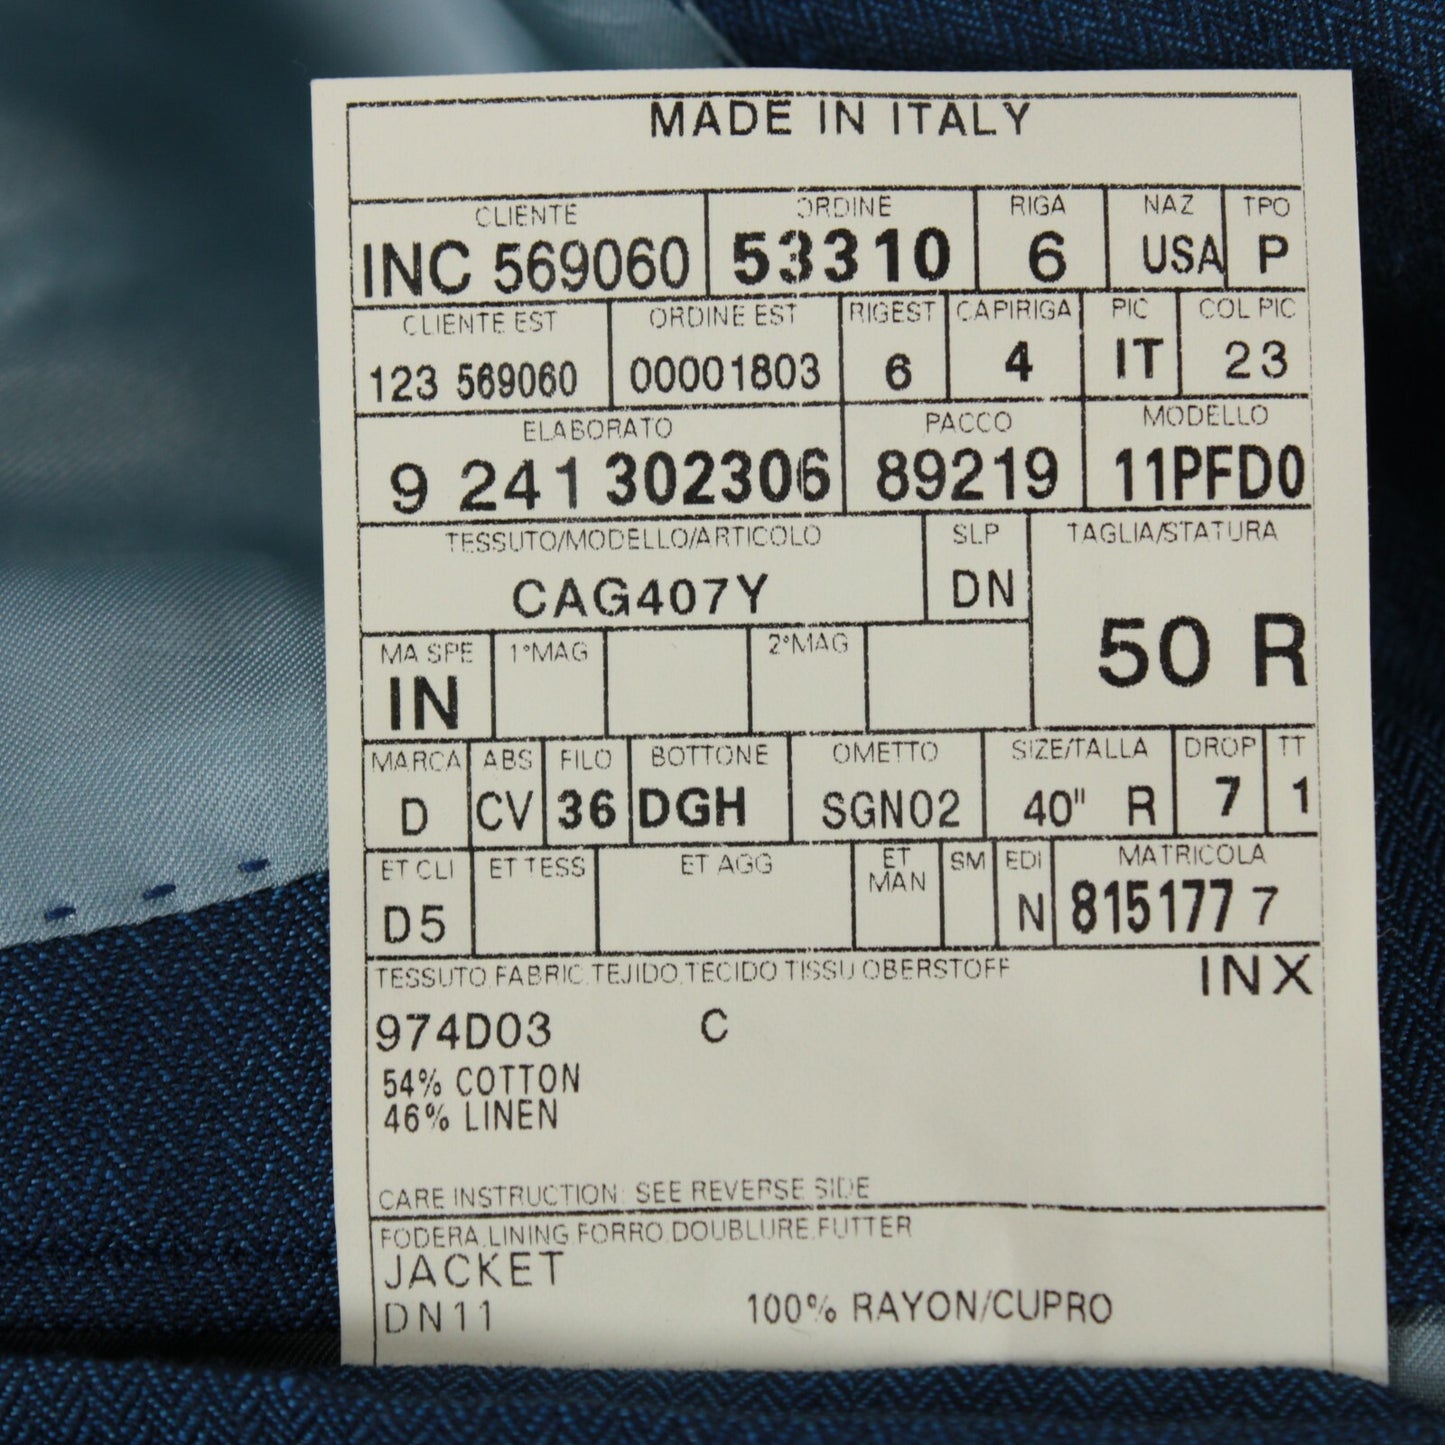 MADE IN ITALY
CLIENTE ORDINE RIGA NAZ TPO
INC 569060 53310 6 USA P
CLIENTE EST ORDINE EST RIGEST CAPIRIGA PIC COL PIC
123 569060 00001803 6 4 IT 23
ELABORATO PACCO MODELLO
9 241 302306 89219 11PFD0
TESSUTO/MODELLO/ARTICOLO SLP TAGLIA/STATURA
CAG407Y DN 50 R
MA SPE 1°MAG 2°MAG
IN
MARCA ABS FILO BOTTONE OMETTO SIZE/TALLA DROP TT
D CV 36 DGH SGN02 40" R 7 1
ET CLI ET TESS ET AGG ET MAN SM EDI MATRICOLA
D5 N 815177 7
TESSUTO,FABRIC,TEJIDO,TECIDO,TISSU,OBERSTOFF INX
974D03 C
54% COTTON
46% LINEN
CARE INSTRUCTION: SEE REVERSE SIDE
FODERA,LINING,FORRO,DOUBLURE,FUTTER
JACKET
DN11 100% RAYON/CUPRO